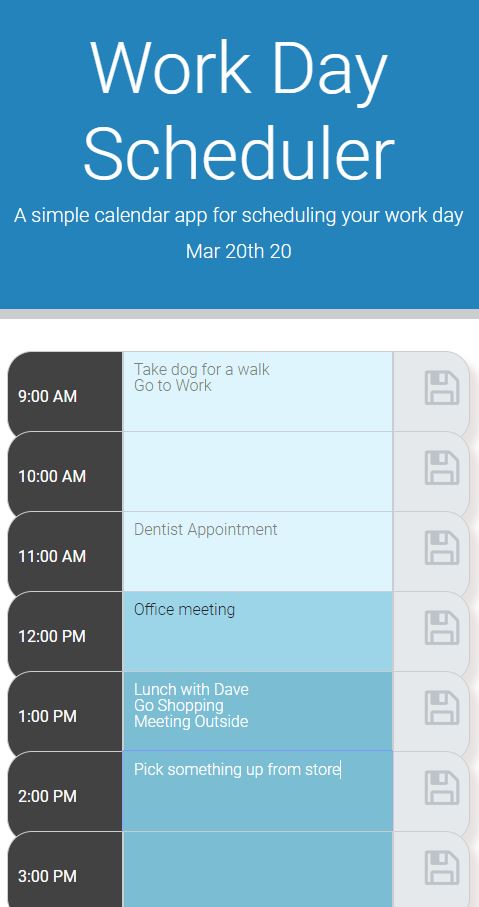 Work Day
Scheduler
A simple calendar app for scheduling your work day
Mar 20th 20
9:00 AM
Take dog for a walk
Go to Work
10:00 AM
11:00 AM
Dentist Appointment
12:00 PM
Office meeting
1:00 PM
Lunch with Dave
Go Shopping
Meeting Outside
2:00 PM
Pick something up from store
3:00 PM